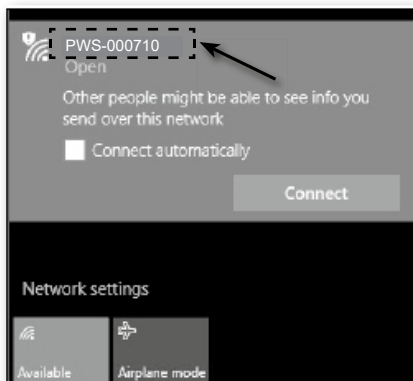 PWS-000710
Open
Other people might be able to see info you
send over this network
Connect automatically
Connect
Network settings
Available
Airplane mode